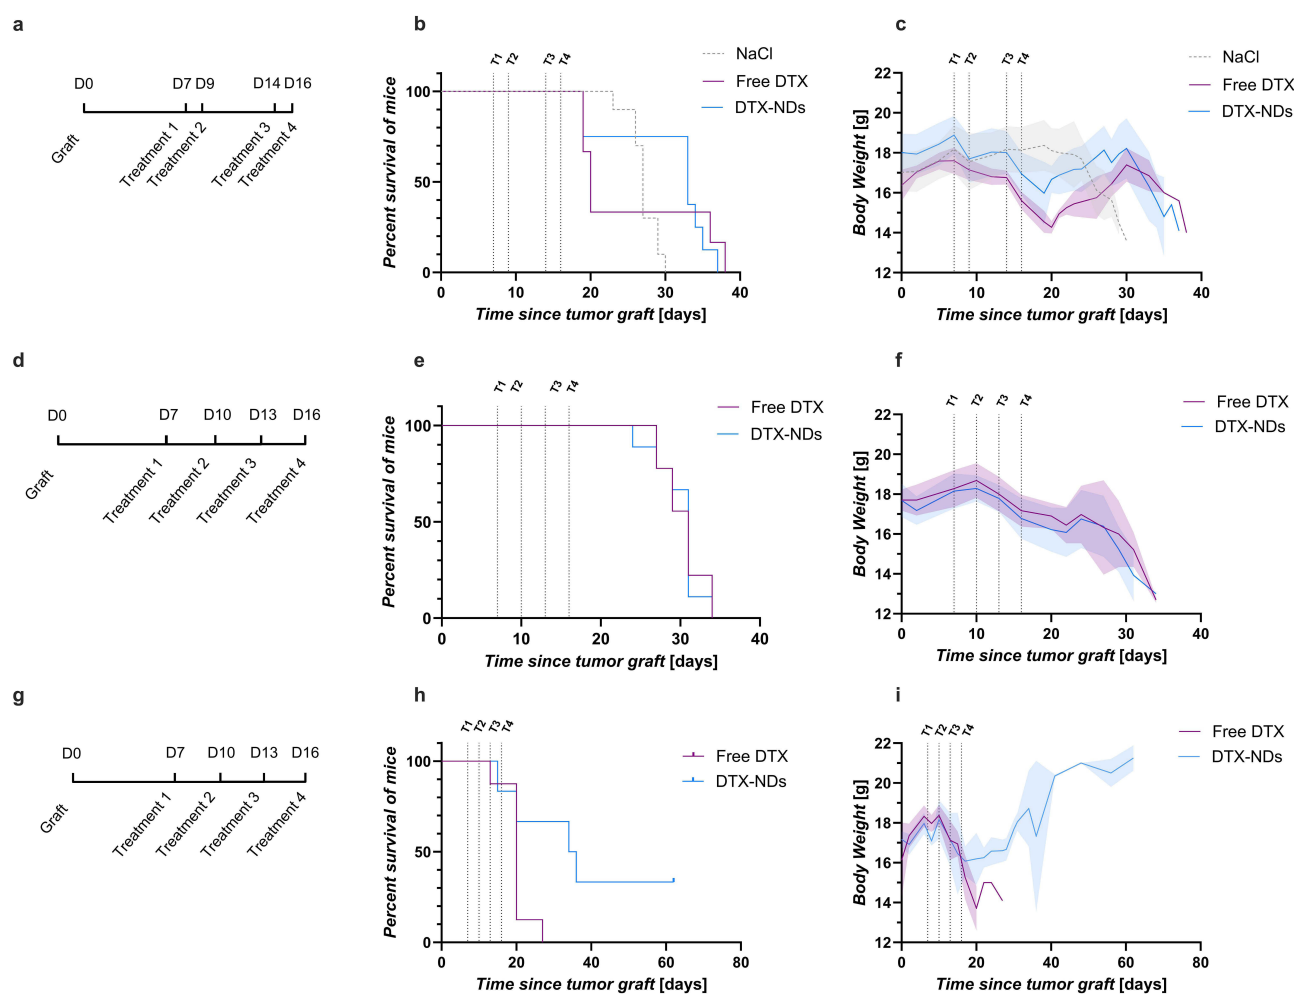 a
D0
D7
D9
D14
D16
Graft
Treatment 1
Treatment 2
Treatment 3
Treatment 4
b
T1
T2
T3
T4
NaCl
Free DTX
DTX-NDs
Percent survival of mice
100
50
0
0
10
20
30
40
Time since tumor graft [days]
c
T1
T2
T3
T4
NaCl
Free DTX
DTX-NDs
Body Weight [g]
22
20
18
16
14
12
0
10
20
30
40
Time since tumor graft [days]
d
D0
D7
D10
D13
D16
Graft
Treatment 1
Treatment 2
Treatment 3
Treatment 4
e
T1
T2
T3
T4
Free DTX
DTX-NDs
Percent survival of mice
100
50
0
0
10
20
30
40
Time since tumor graft [days]
f
T1
T2
T3
T4
Free DTX
DTX-NDs
Body Weight [g]
22
20
18
16
14
12
0
10
20
30
40
Time since tumor graft [days]
g
D0
D7
D10
D13
D16
Graft
Treatment 1
Treatment 2
Treatment 3
Treatment 4
h
T1
T2
T3
T4
Free DTX
DTX-NDs
Percent survival of mice
100
50
0
0
20
40
60
80
Time since tumor graft [days]
i
T1
T2
T3
T4
Free DTX
DTX-NDs
Body Weight [g]
22
20
18
16
14
12
0
20
40
60
80
Time since tumor graft [days]